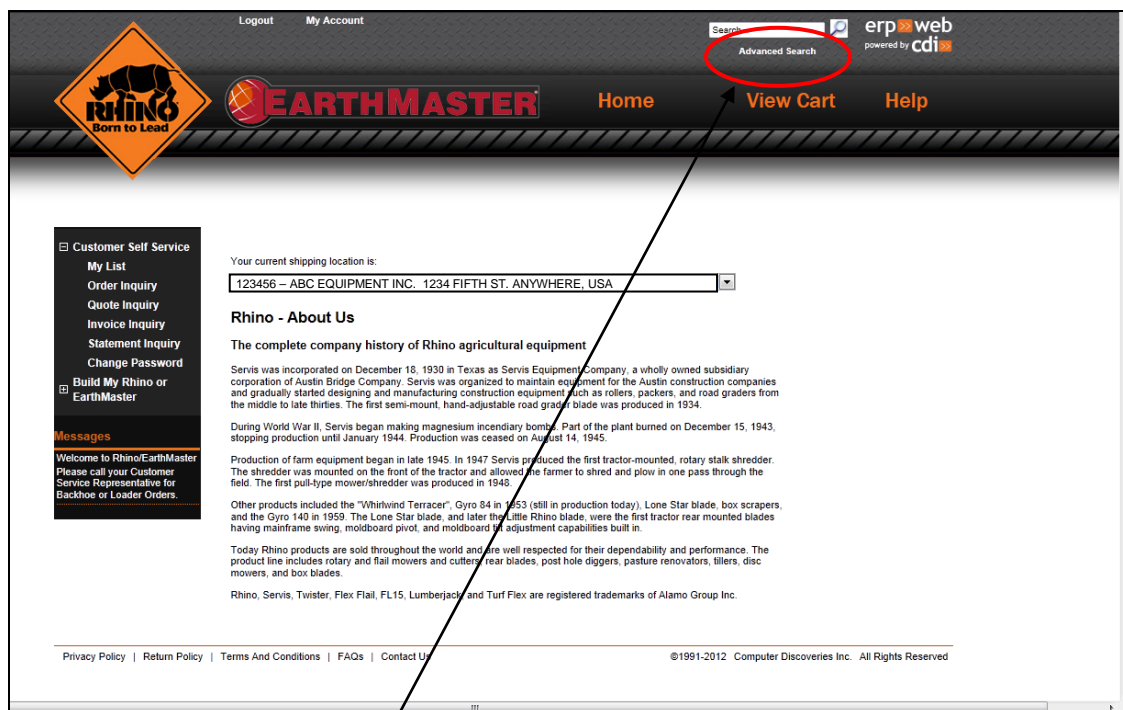 Logout My Account
Search
erp web
Advanced Search
powered by cdi
RHINO
Born to Lead
EARTHMASTER
Home View Cart Help
Customer Self Service
My List
Order Inquiry
Quote Inquiry
Invoice Inquiry
Statement Inquiry
Change Password
Build My Rhino or
EarthMaster
Messages
Welcome to Rhino/EarthMaster
Please call your Customer
Service Representative for
Backhoe or Loader Orders.
Your current shipping location is:
123456 – ABC EQUIPMENT INC. 1234 FIFTH ST. ANYWHERE, USA
Rhino - About Us
The complete company history of Rhino agricultural equipment
Servis was incorporated on December 18, 1930 in Texas as Servis Equipment Company, a wholly owned subsidiary
corporation of Austin Bridge Company. Servis was organized to maintain equipment for the Austin construction companies
and gradually started designing and manufacturing construction equipment such as rollers, packers, and road graders from
the middle to late thirties. The first semi-mount, hand-adjustable road grader blade was produced in 1934.
During World War II, Servis began making magnesium incendiary bombs. Part of the plant burned on December 15, 1943,
stopping production until January 1944. Production was ceased on August 14, 1945.
Production of farm equipment began in late 1945. In 1947 Servis produced the first tractor-mounted, rotary stalk shredder.
The shredder was mounted on the front of the tractor and allowed the farmer to shred and plow in one pass through the
field. The first pull-type mower/shredder was produced in 1948.
Other products included the "Whirlwind Terracer", Gyro 84 in 1953 (still in production today), Lone Star blade, box scrapers,
and the Gyro 140 in 1959. The Lone Star blade, and later the Little Rhino blade, were the first tractor rear mounted blades
having mainframe swing, moldboard pivot, and moldboard tilt adjustment capabilities built in.
Today Rhino products are sold throughout the world and are well respected for their dependability and performance. The
product line includes rotary and flail mowers and cutters, rear blades, post hole diggers, pasture renovators, tillers, disc
mowers, and box blades.
Rhino, Servis, Twister, Flex Flail, FL15, Lumberjack, and Turf Flex are registered trademarks of Alamo Group Inc.
Privacy Policy | Return Policy | Terms And Conditions | FAQs | Contact Us
©1991-2012 Computer Discoveries Inc. All Rights Reserved